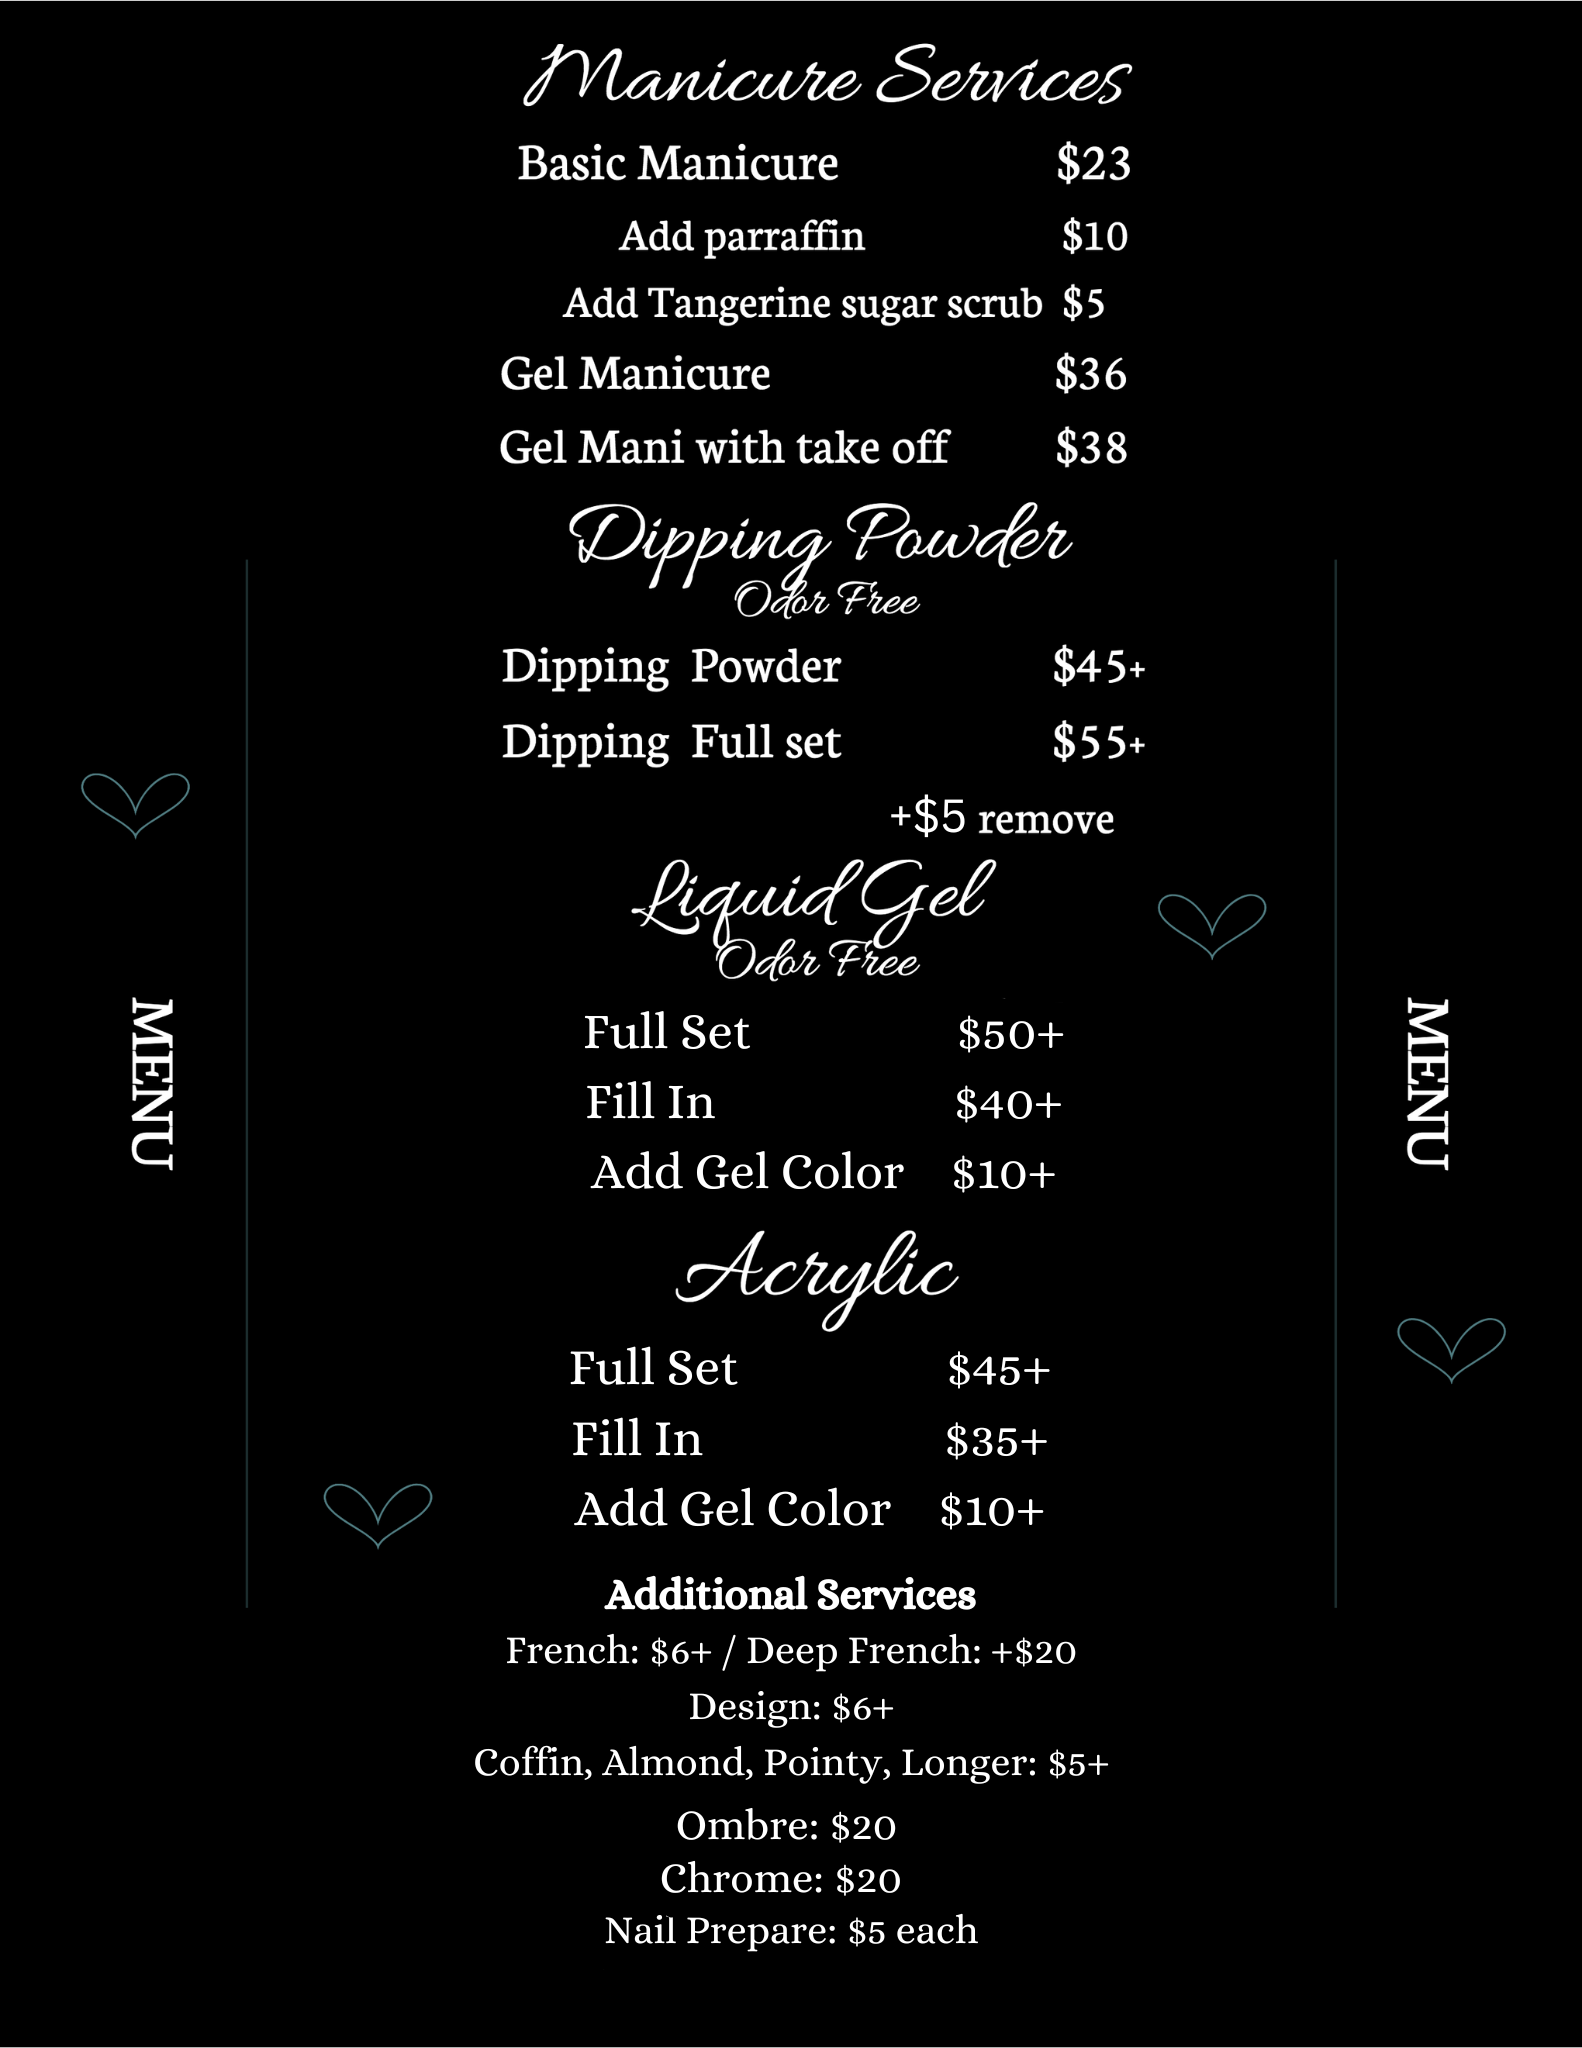 Manicure Services
Basic Manicure $23
Add parraffin $10
Add Tangerine sugar scrub $5
Gel Manicure $36
Gel Mani with take off $38
Dipping Powder
Odor Free
Dipping Powder $45+
Dipping Full set $55+
+$5 remove
Liquid Gel
Odor Free
Full Set $50+
Fill In $40+
Add Gel Color $10+
MENU
MENU
Acrylic
Full Set $45+
Fill In $35+
Add Gel Color $10+
Additional Services
French: $6+ / Deep French: +$20
Design: $6+
Coffin, Almond, Pointy, Longer: $5+
Ombre: $20
Chrome: $20
Nail Prepare: $5 each